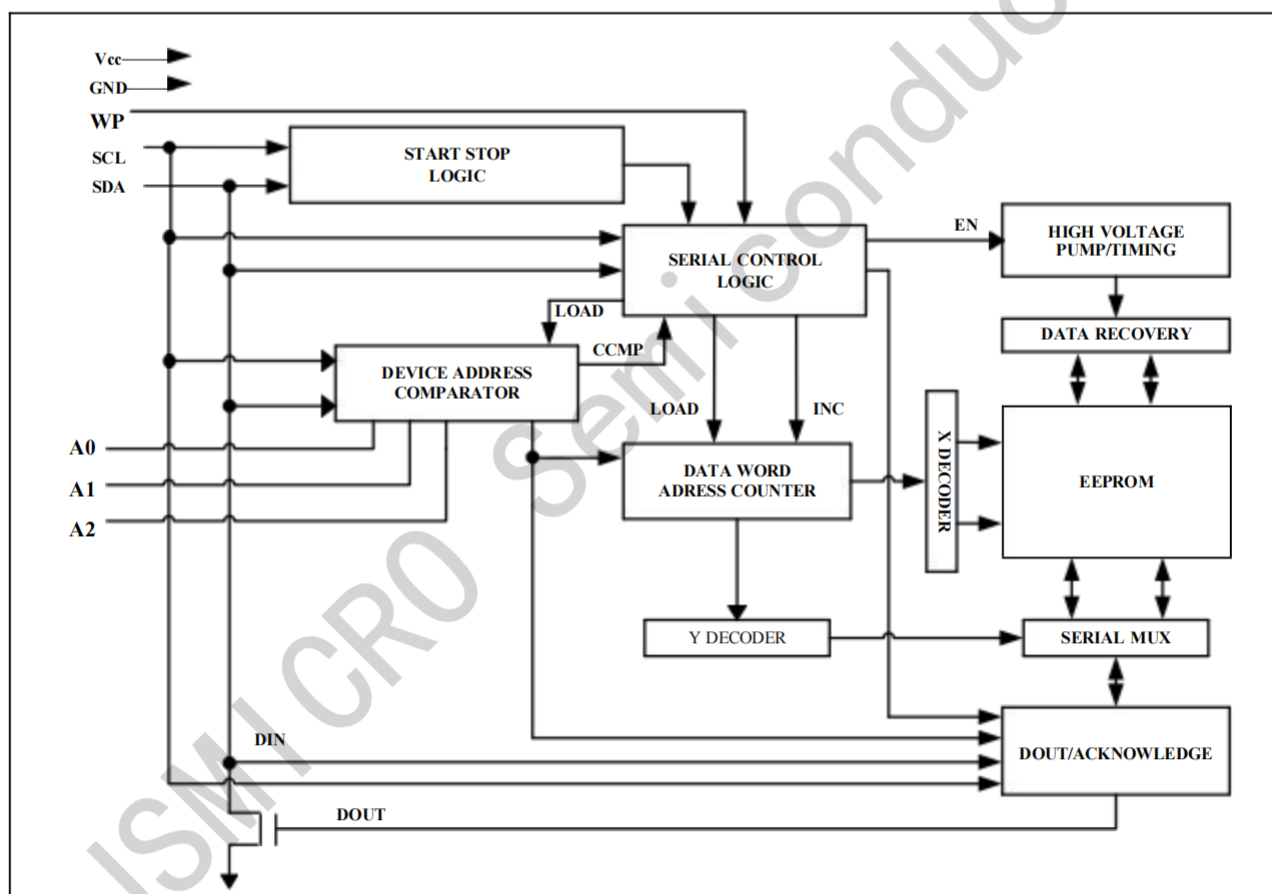 Vcc
GND
WP
SCL
SDA
START STOP
LOGIC
EN
HIGH VOLTAGE
PUMP/TIMING
SERIAL CONTROL
LOGIC
LOAD
CCMP
DATA RECOVERY
DEVICE ADDRESS
COMPARATOR
LOAD
INC
A0
A1
A2
DATA WORD
ADRESS COUNTER
X DECODER
EEPROM
Y DECODER
SERIAL MUX
DIN
DOUT/ACKNOWLEDGE
DOUT
ISMICRO Semiconduc